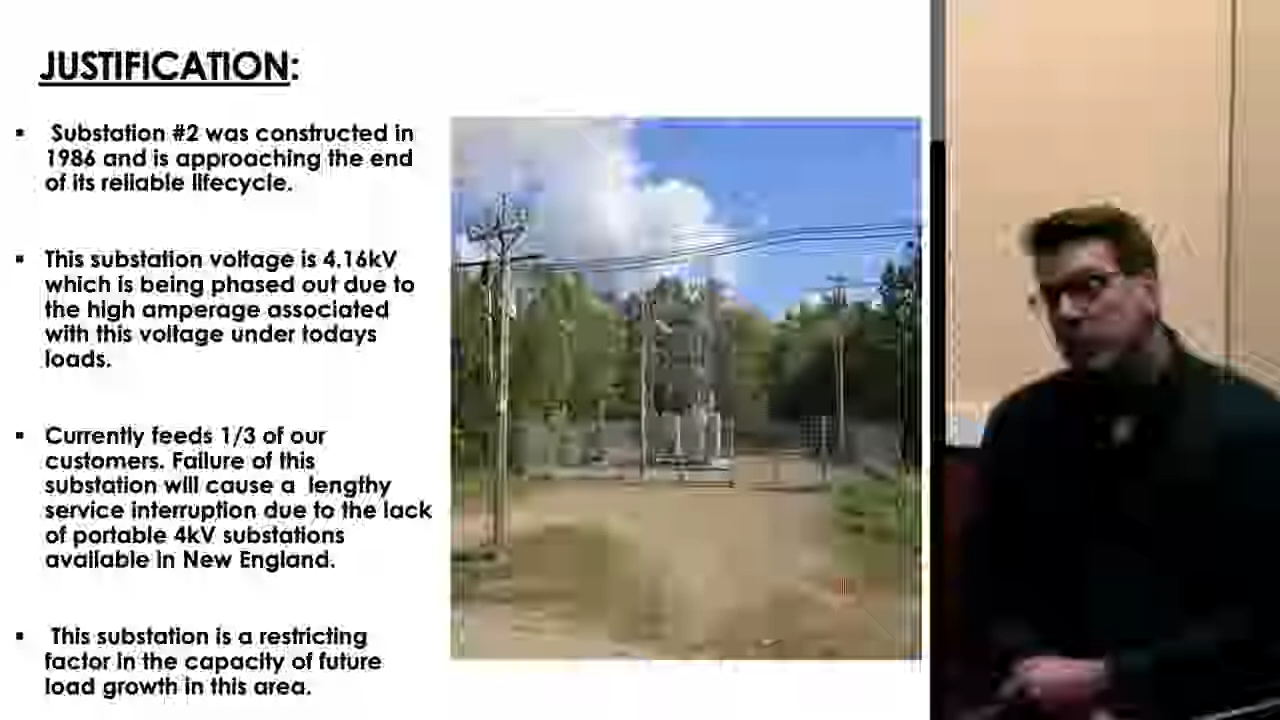 JUSTIFICATION:
▪ Substation #2 was constructed in
1986 and is approaching the end
of its reliable lifecycle.
▪ This substation voltage is 4.16kV
which is being phased out due to
the high amperage associated
with this voltage under todays
loads.
▪ Currently feeds 1/3 of our
customers. Failure of this
substation will cause a lengthy
service interruption due to the lack
of portable 4kV substations
available in New England.
▪ This substation is a restricting
factor in the capacity of future
load growth in this area.